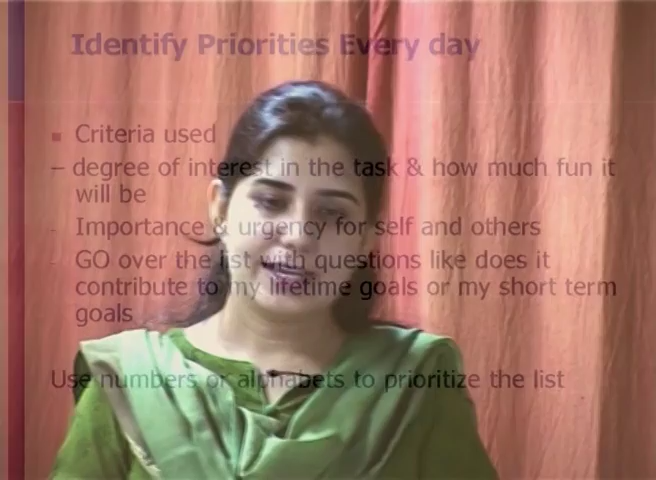 Identify Priorities Every day
▪ Criteria used
– degree of interest in the task & how much fun it
will be
- Importance & urgency for self and others
- GO over the list with questions like does it
contribute to my lifetime goals or my short term
goals
Use numbers or alphabets to prioritize the list